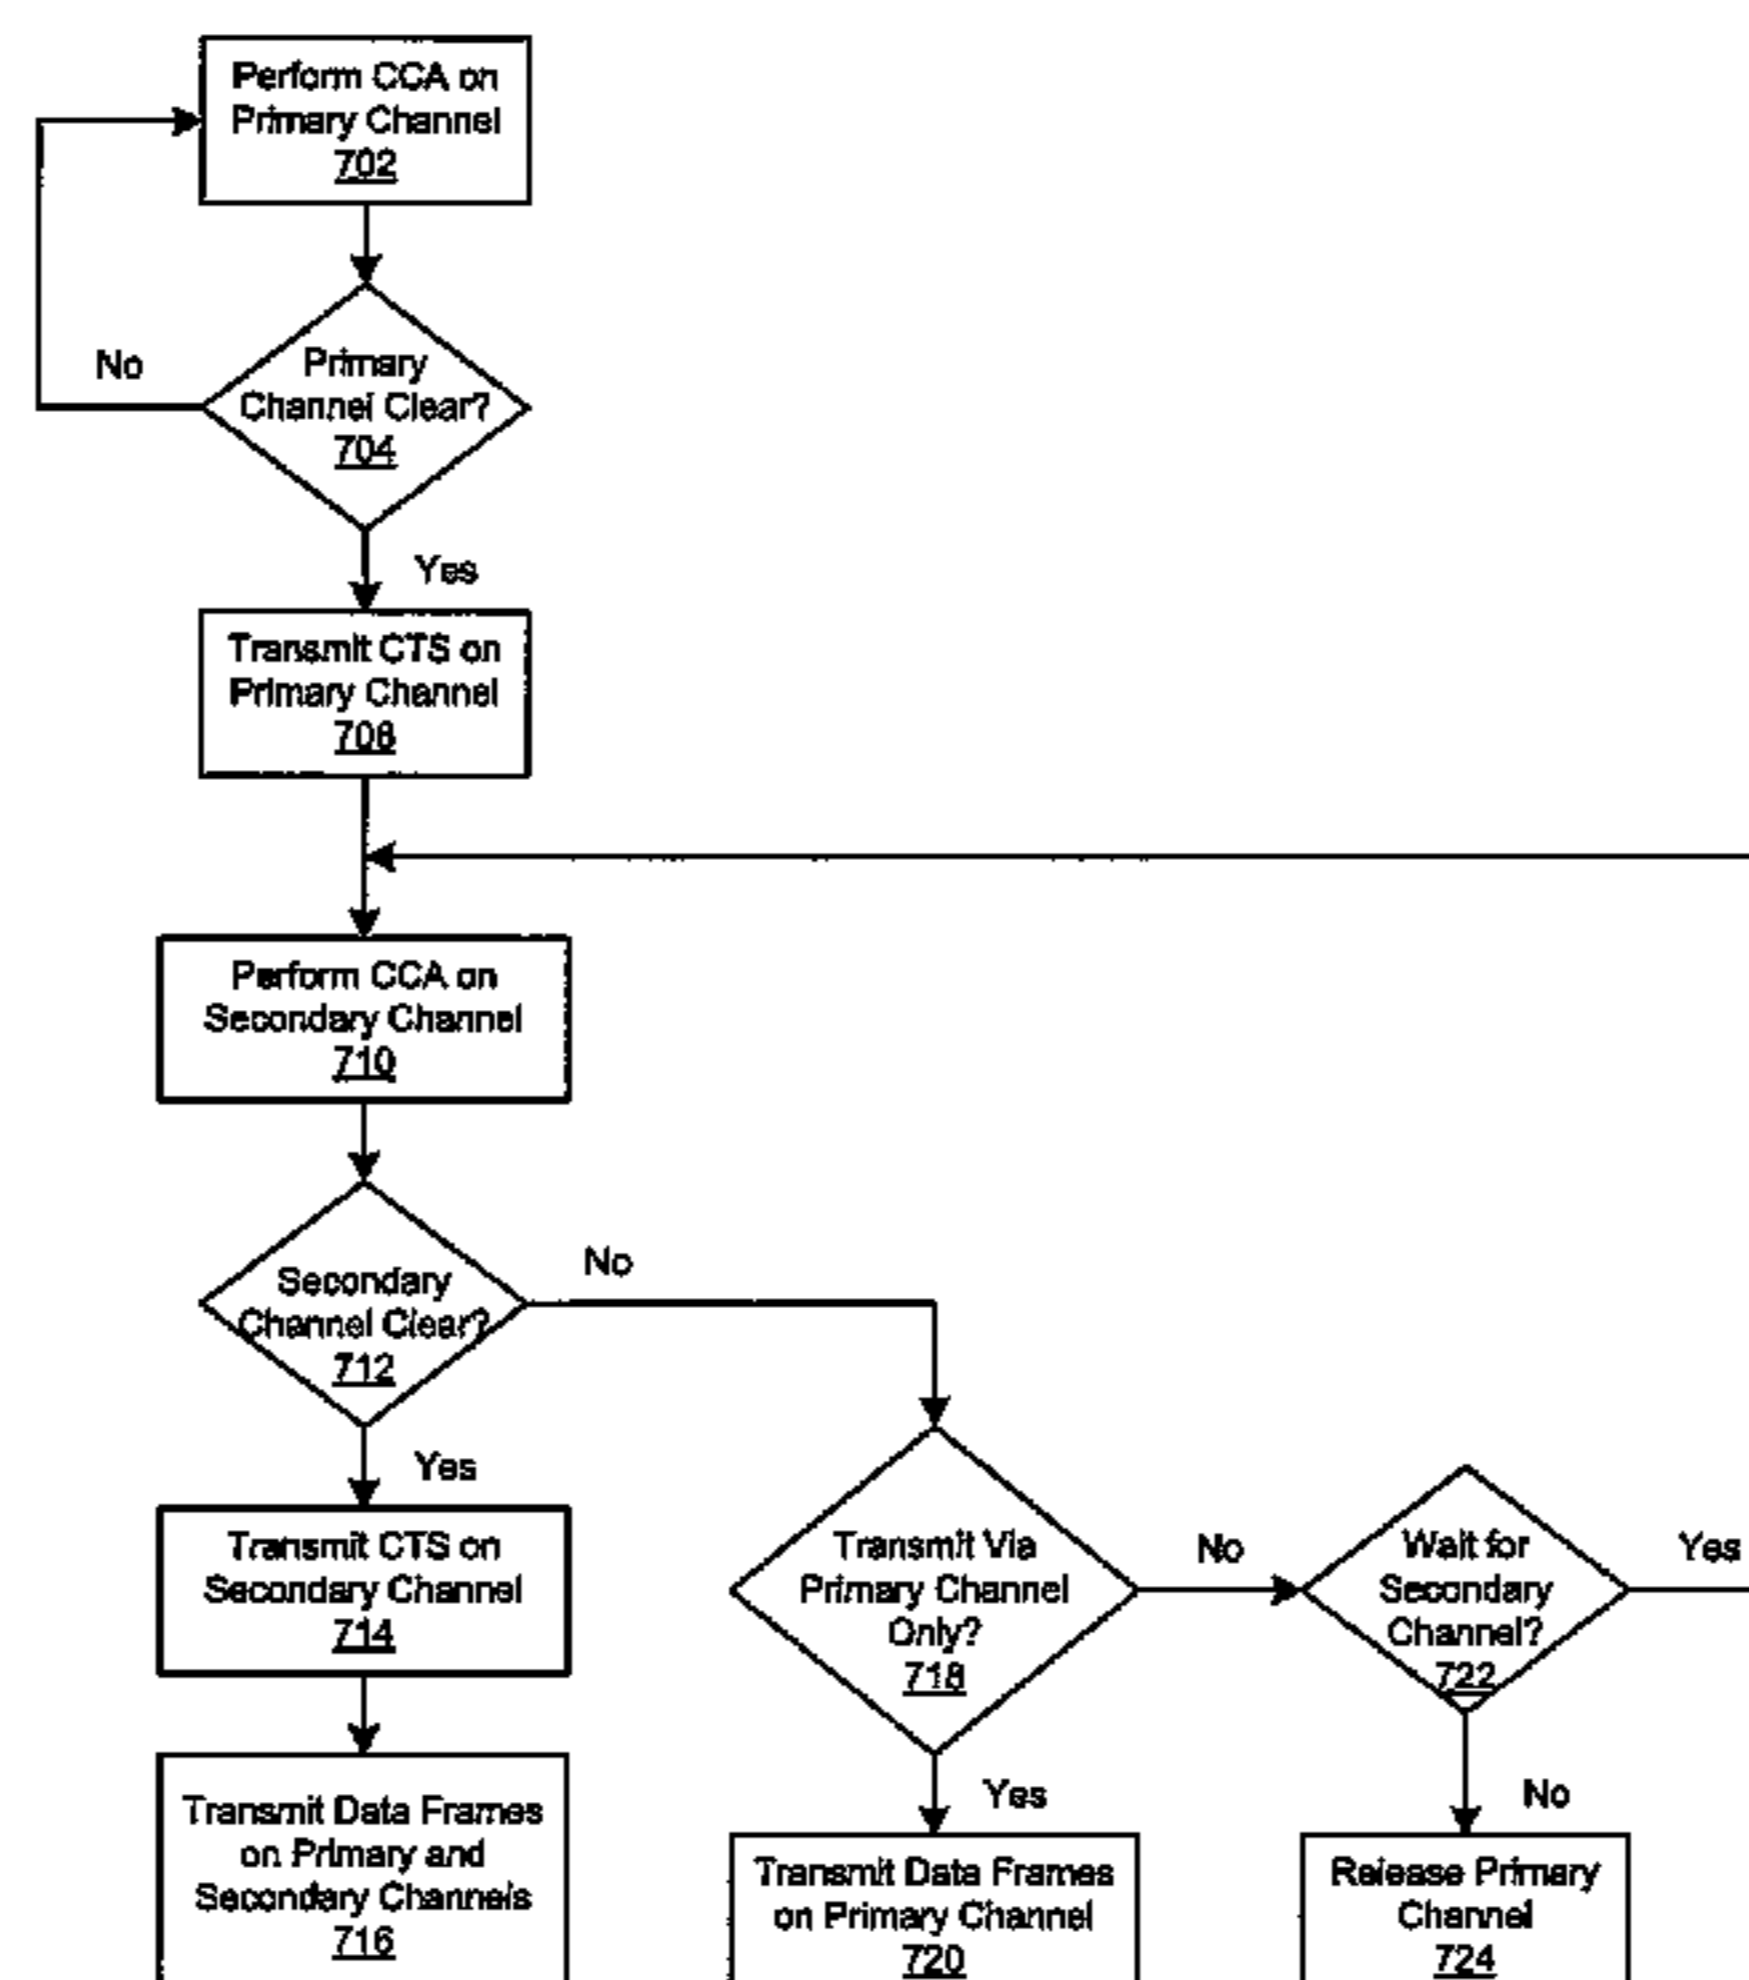 Perform CCA on
Primary Channel
702
Primary
Channel Clear?
704
No
Yes
Transmit CTS on
Primary Channel
708
Perform CCA on
Secondary Channel
710
Secondary
Channel Clear?
712
No
Yes
Transmit CTS on
Secondary Channel
714
Transmit Via
Primary Channel
Only?
718
No
Wait for
Secondary
Channel?
722
Yes
Transmit Data Frames
on Primary and
Secondary Channels
716
Yes
Transmit Data Frames
on Primary Channel
720
No
Release Primary
Channel
724